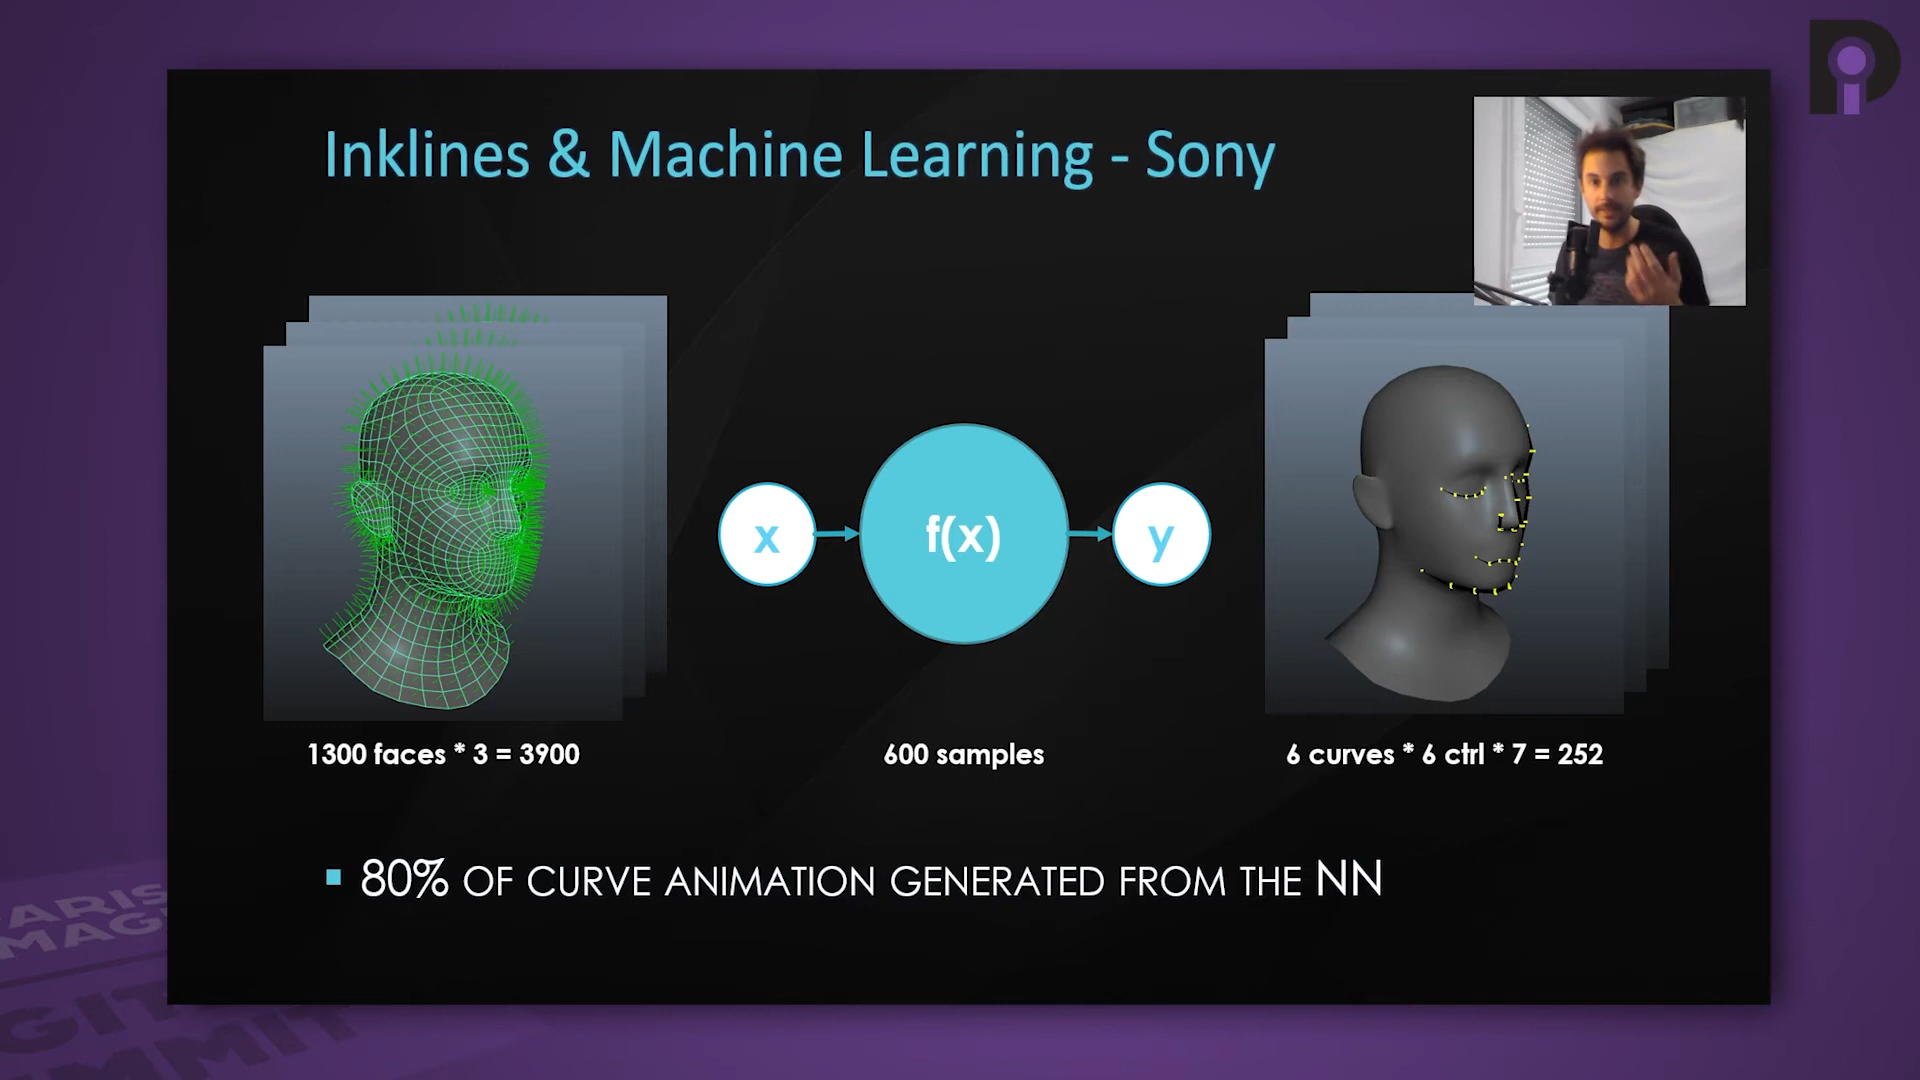 Inklines & Machine Learning - Sony
x
f(x)
y
1300 faces * 3 = 3900
600 samples
6 curves * 6 ctrl * 7 = 252
80% OF CURVE ANIMATION GENERATED FROM THE NN